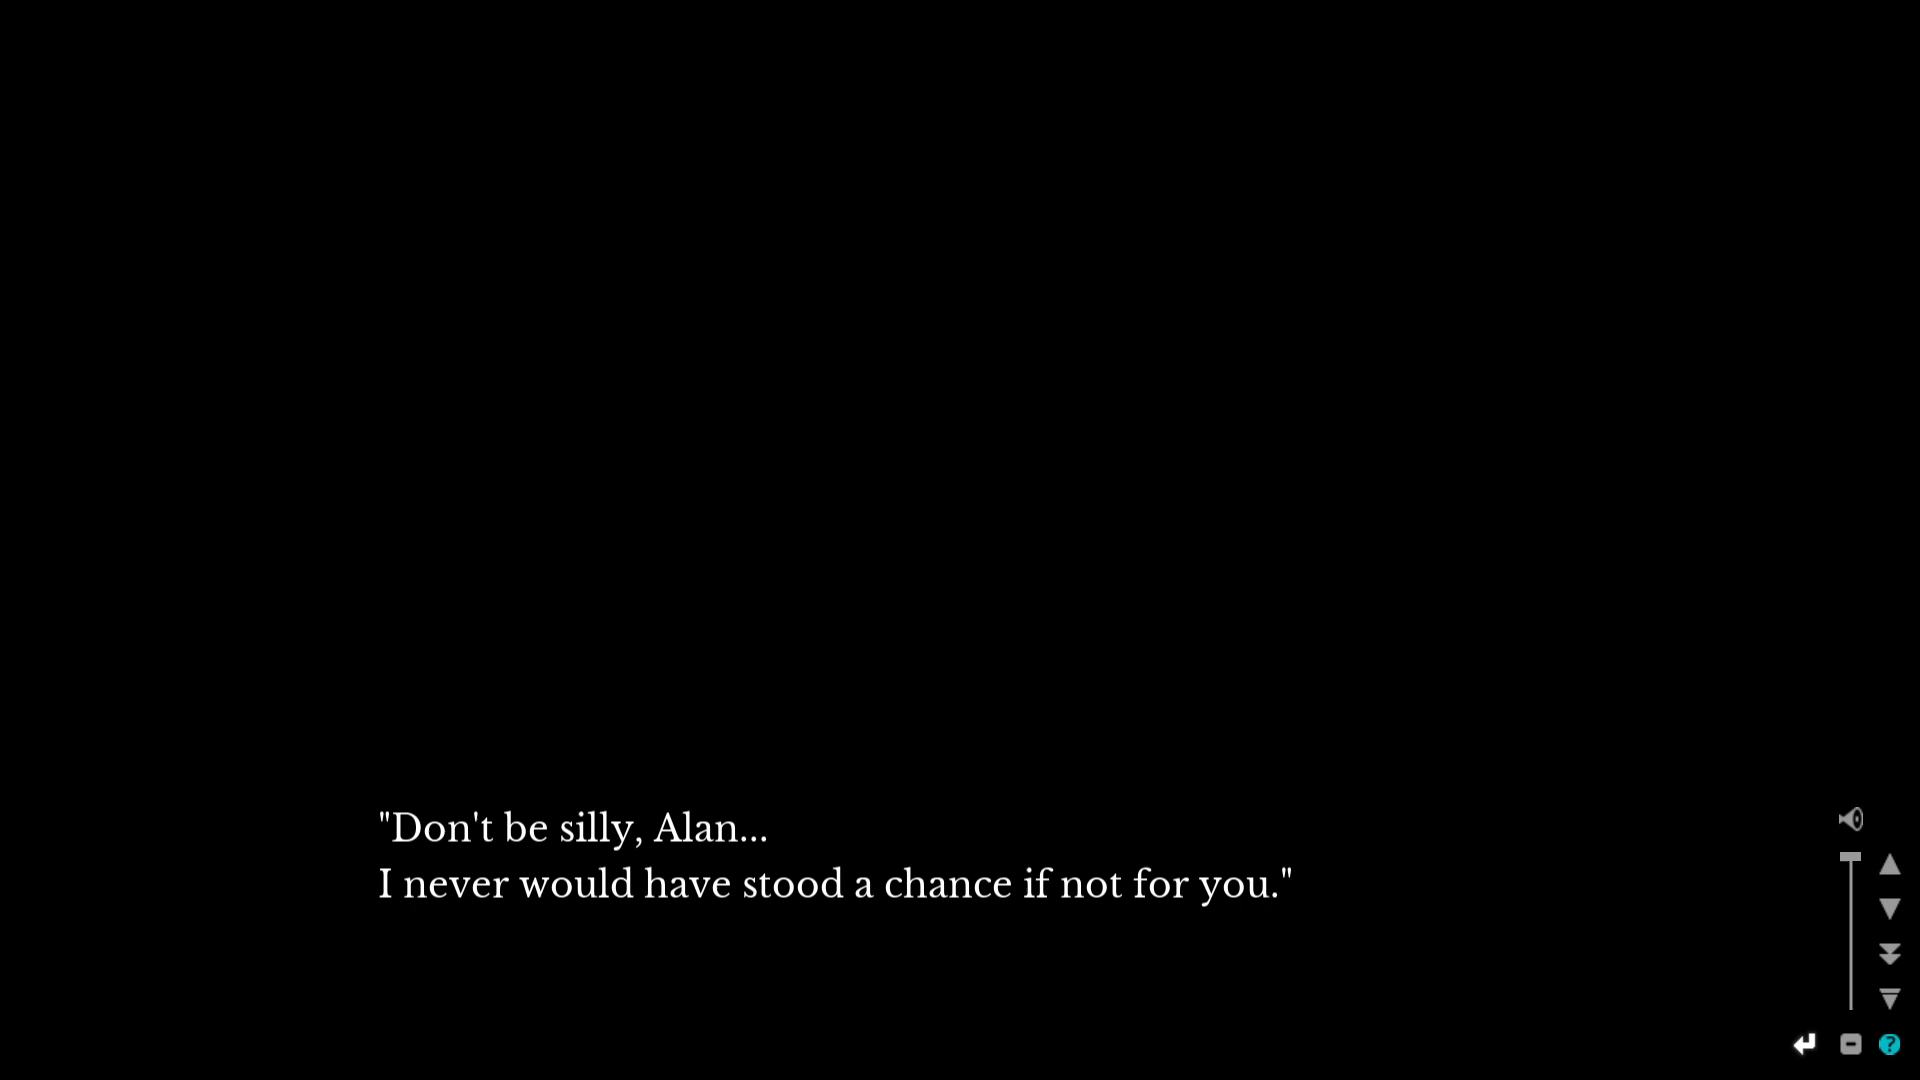 "Don't be silly, Alan...
I never would have stood a chance if not for you."